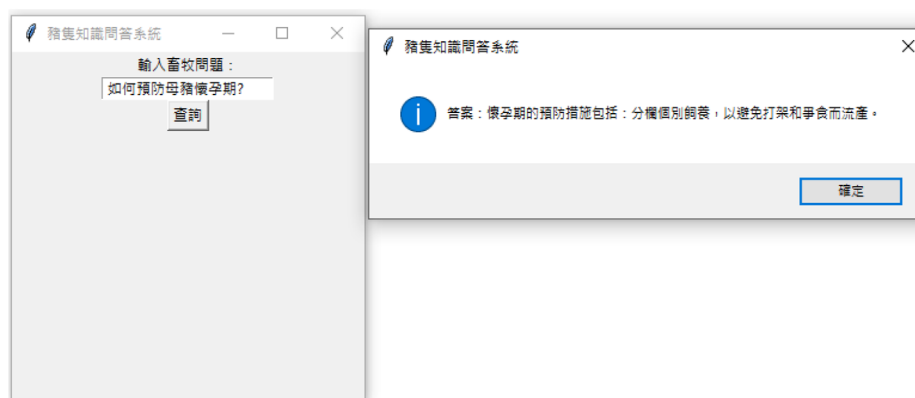 豬隻知識問答系統
輸入畜牧問題：
如何預防母豬懷孕期?
查詢
豬隻知識問答系統
答案：懷孕期的預防措施包括：分欄個別飼養，以避免打架和爭食而流產。
確定